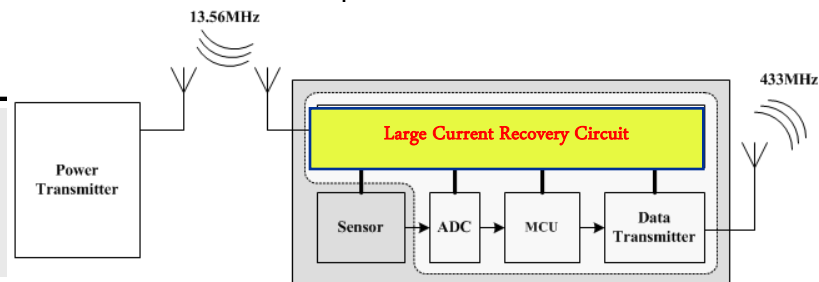 13.56MHz
433MHz
Large Current Recovery Circuit
Power
Transmitter
Sensor
ADC
MCU
Data
Transmitter